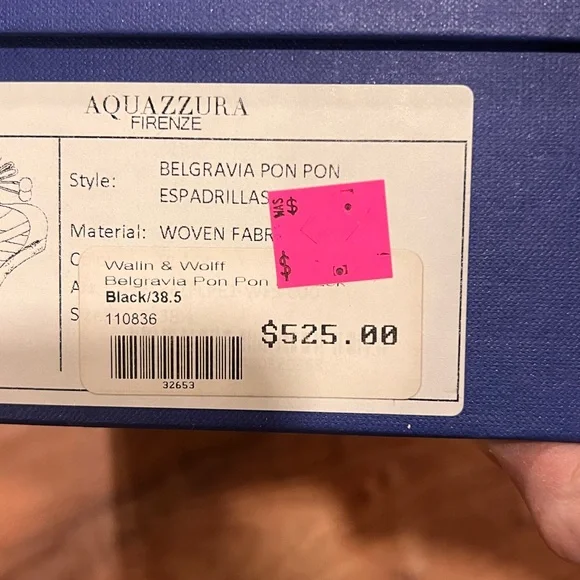 AQUAZZURA
FIRENZE
Style: BELGRAVIA PON PON
ESPADRILLAS
Material: WOVEN
WAS $
$
Walin & Wolff
Belgravia Pon Pon
Black/38.5
110836
$525.00
32653